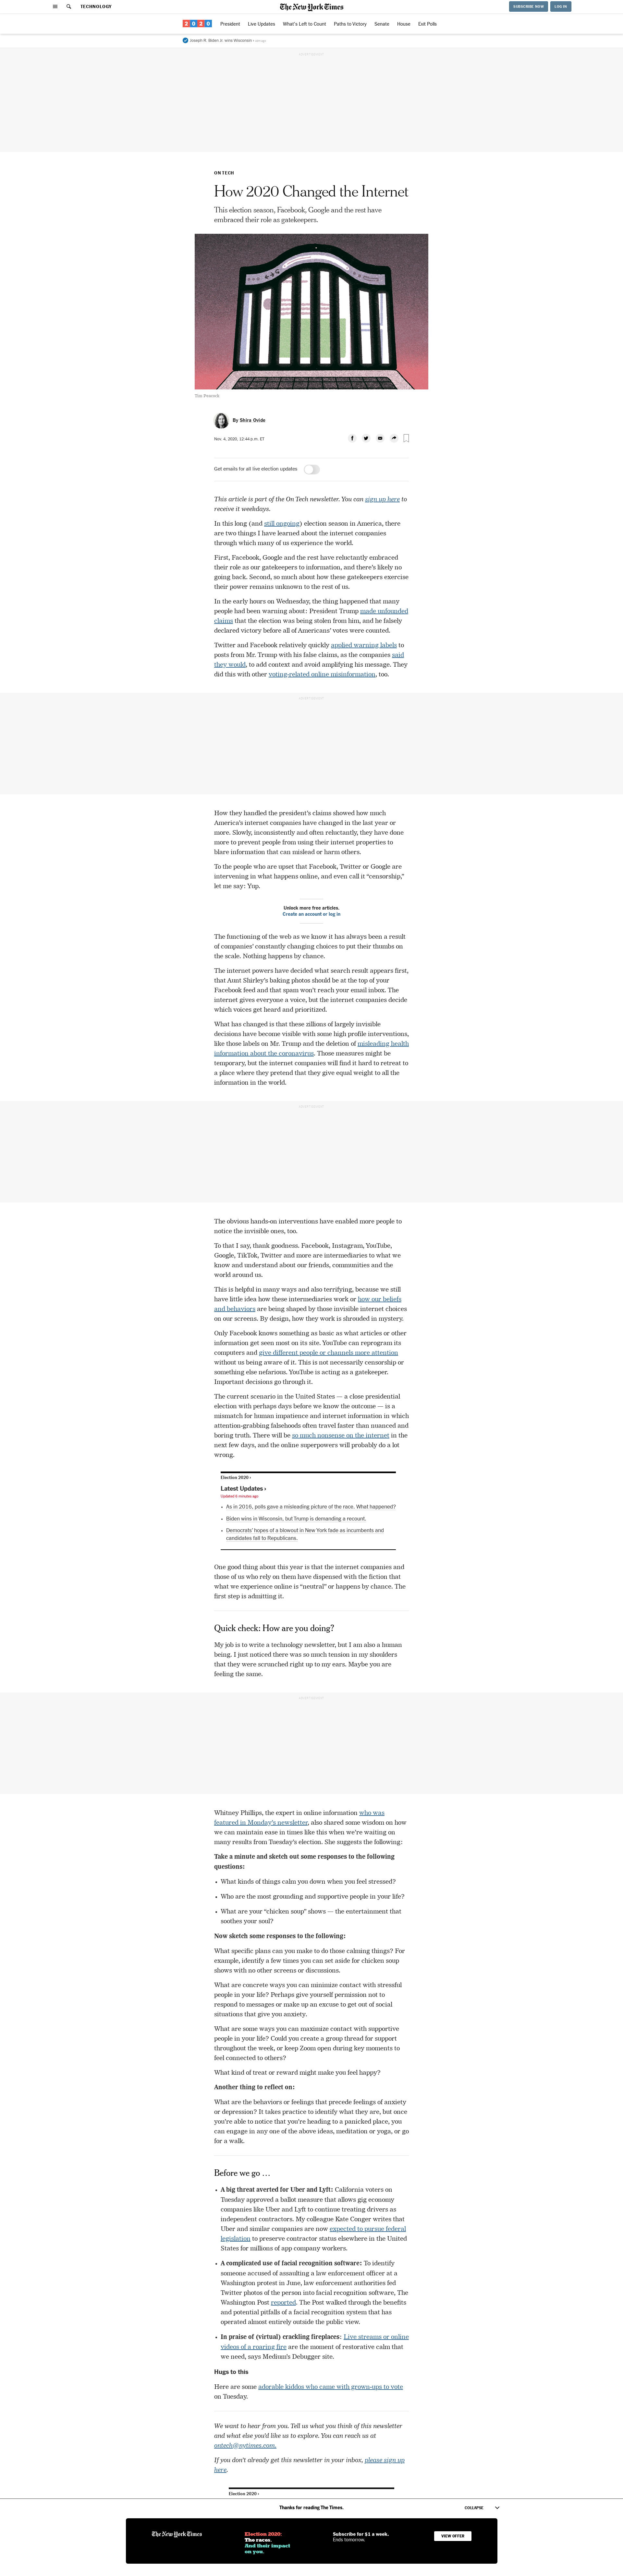 TECHNOLOGY
The New York Times
SUBSCRIBE NOW
LOG IN
2020
President
Live Updates
What's Left to Count
Paths to Victory
Senate
House
Exit Polls
Joseph R. Biden Jr. wins Wisconsin ›
ADVERTISEMENT
ON TECH
How 2020 Changed the Internet
This election season, Facebook, Google and the rest have
embraced their role as gatekeepers.
Tim Peacock
By Shira Ovide
Nov. 4, 2020, 12:44 p.m. ET
Get emails for all live election updates
This article is part of the On Tech newsletter. You can sign up here to
receive it weekdays.
In this long (and still ongoing) election season in America, there
are two things I have learned about the internet companies
through which many of us experience the world.
First, Facebook, Google and the rest have reluctantly embraced
their role as our gatekeepers to information, and there's likely no
going back. Second, so much about how these gatekeepers exercise
their power remains unknown to the rest of us.
In the early hours on Wednesday, the thing happened that many
people had been warning about: President Trump made unfounded
claims that the election was being stolen from him, and he falsely
declared victory before all of Americans' votes were counted.
Twitter and Facebook relatively quickly applied warning labels to
posts from Mr. Trump with his false claims, as the companies said
they would, to add context and avoid amplifying his message. They
did this with other voting-related online misinformation, too.
ADVERTISEMENT
How they handled the president's claims showed how much
America's internet companies have changed in the last year or
more. Slowly, inconsistently and often reluctantly, they have done
more to prevent people from using their internet properties to
blare information that can mislead or harm others.
To the people who are upset that Facebook, Twitter or Google are
intervening in what happens online, and even call it "censorship,"
let me say: Yup.
Unlock more free articles.
Create an account or log in
The functioning of the web as we know it has always been a result
of companies' constantly changing choices to put their thumbs on
the scale. Nothing happens by chance.
The internet powers have decided what search result appears first,
that Aunt Shirley's baking photos should be at the top of your
Facebook feed and that spam won't reach your email inbox. The
internet gives everyone a voice, but the internet companies decide
which voices get heard and prioritized.
What has changed is that these zillions of largely invisible
decisions have become visible with some high profile interventions,
like those labels on Mr. Trump and the deletion of misleading health
information about the coronavirus. Those measures might be
temporary, but the internet companies will find it hard to retreat to
a place where they pretend that they give equal weight to all the
information in the world.
ADVERTISEMENT
The obvious hands-on interventions have enabled more people to
notice the invisible ones, too.
To that I say, thank goodness. Facebook, Instagram, YouTube,
Google, TikTok, Twitter and more are intermediaries to what we
know and understand about our friends, communities and the
world around us.
This is helpful in many ways and also terrifying, because we still
have little idea how these intermediaries work or how our beliefs
and behaviors are being shaped by those invisible internet choices
on our screens. By design, how they work is shrouded in mystery.
Only Facebook knows something as basic as what articles or other
information get seen most on its site. YouTube can reprogram its
computers and give different people or channels more attention
without us being aware of it. This is not necessarily censorship or
something else nefarious. YouTube is acting as a gatekeeper.
Important decisions go through it.
The current scenario in the United States — a close presidential
election with perhaps days before we know the outcome — is a
mismatch for human impatience and internet information in which
attention-grabbing falsehoods often travel faster than nuanced and
boring truth. There will be so much nonsense on the internet in the
next few days, and the online superpowers will probably do a lot
wrong.
Election 2020 ›
Latest Updates ›
Updated 6 minutes ago
• As in 2016, polls gave a misleading picture of the race. What happened?
• Biden wins in Wisconsin, but Trump is demanding a recount.
• Democrats' hopes of a blowout in New York fade as incumbents and
candidates fall to Republicans.
One good thing about this year is that the internet companies and
those of us who rely on them have dispensed with the fiction that
what we experience online is "neutral" or happens by chance. The
first step is admitting it.
Quick check: How are you doing?
My job is to write a technology newsletter, but I am also a human
being. I just noticed there was so much tension in my shoulders
that they were scrunched right up to my ears. Maybe you are
feeling the same.
ADVERTISEMENT
Whitney Phillips, the expert in online information who was
featured in Monday's newsletter, also shared some wisdom on how
we can maintain ease in times like this when we're waiting on
many results from Tuesday's election. She suggests the following:
Take a minute and sketch out some responses to the following
questions:
• What kinds of things calm you down when you feel stressed?
• Who are the most grounding and supportive people in your life?
• What are your "chicken soup" shows — the entertainment that
soothes your soul?
Now sketch some responses to the following:
What specific plans can you make to do those calming things? For
example, identify a few times you can set aside for chicken soup
shows with no other screens or discussions.
What are concrete ways you can minimize contact with stressful
people in your life? Perhaps give yourself permission not to
respond to messages or make up an excuse to get out of social
situations that give you anxiety.
What are some ways you can maximize contact with supportive
people in your life? Could you create a group thread for support
throughout the week, or keep Zoom open during key moments to
feel connected to others?
What kind of treat or reward might make you feel happy?
Another thing to reflect on:
What are the behaviors or feelings that precede feelings of anxiety
or depression? It takes practice to identify what they are, but once
you're able to notice that you're heading to a panicked place, you
can engage in any one of the above ideas, meditation or yoga, or go
for a walk.
Before we go …
• A big threat averted for Uber and Lyft: California voters on
Tuesday approved a ballot measure that allows gig economy
companies like Uber and Lyft to continue treating drivers as
independent contractors. My colleague Kate Conger writes that
Uber and similar companies are now expected to pursue federal
legislation to preserve contractor status elsewhere in the United
States for millions of app company workers.
• A complicated use of facial recognition software: To identify
someone accused of assaulting a law enforcement officer at a
Washington protest in June, law enforcement authorities fed
Twitter photos of the person into facial recognition software, The
Washington Post reported. The Post walked through the benefits
and potential pitfalls of a facial recognition system that has
operated almost entirely outside the public view.
• In praise of (virtual) crackling fireplaces: Live streams or online
videos of a roaring fire are the moment of restorative calm that
we need, says Medium's Debugger site.
Hugs to this
Here are some adorable kiddos who came with grown-ups to vote
on Tuesday.
We want to hear from you. Tell us what you think of this newsletter
and what else you'd like us to explore. You can reach us at
ontech@nytimes.com.
If you don't already get this newsletter in your inbox, please sign up
here.
Election 2020 ›
Thanks for reading The Times.
COLLAPSE
The New York Times
Election 2020:
The races.
And their impact
on you.
Subscribe for $1 a week.
Ends tomorrow.
VIEW OFFER